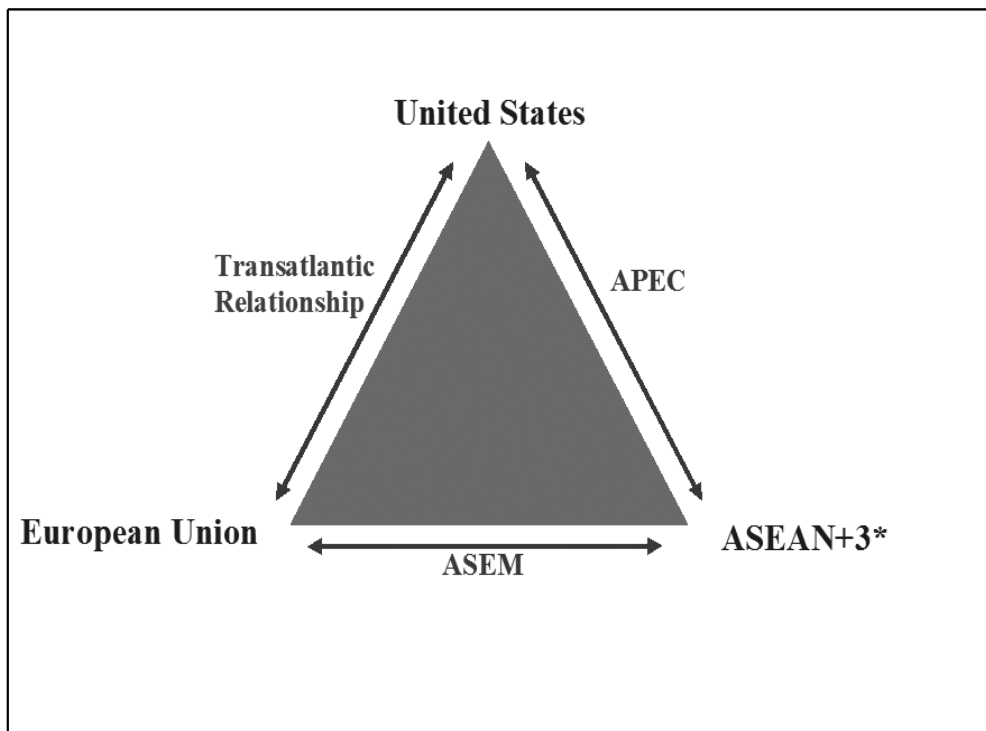 United States
Transatlantic
Relationship
APEC
European Union
ASEAN+3*
ASEM